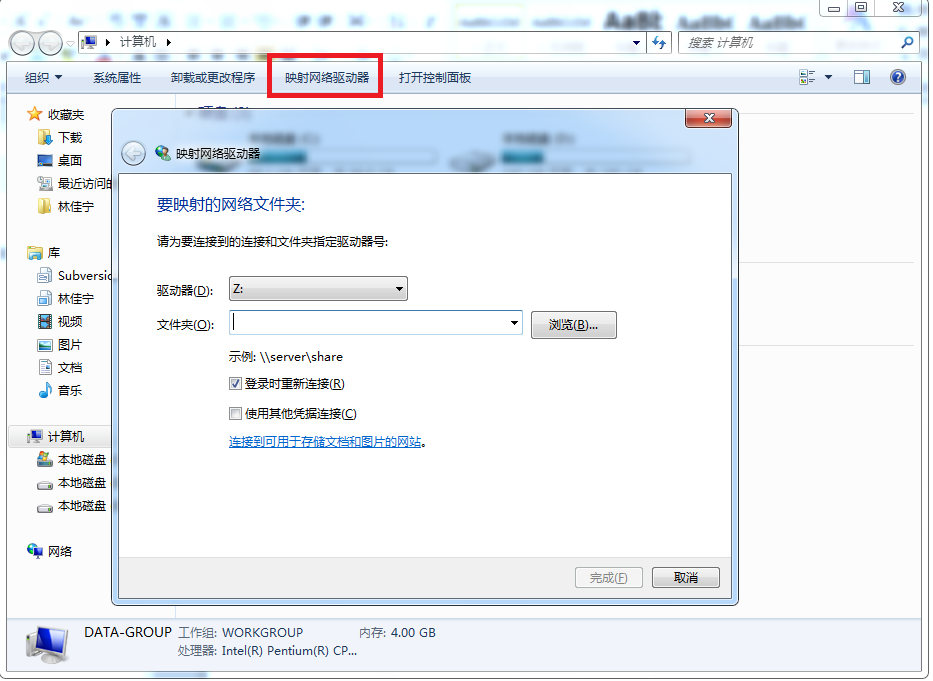 计算机
搜索 计算机
组织 系统属性 卸载或更改程序 映射网络驱动器 打开控制面板
收藏夹
下载
桌面
最近访问的
林佳宁
库
Subversio
林佳宁
视频
图片
文档
音乐
计算机
本地磁盘
本地磁盘
本地磁盘
网络
映射网络驱动器
要映射的网络文件夹:
请为要连接到的连接和文件夹指定驱动器号:
驱动器(D): Z:
文件夹(O): 浏览(B)...
示例: \\server\share
登录时重新连接(R)
使用其他凭据连接(C)
连接到可用于存储文档和图片的网站。
完成(F) 取消
DATA-GROUP 工作组: WORKGROUP 内存: 4.00 GB
处理器: Intel(R) Pentium(R) CP...